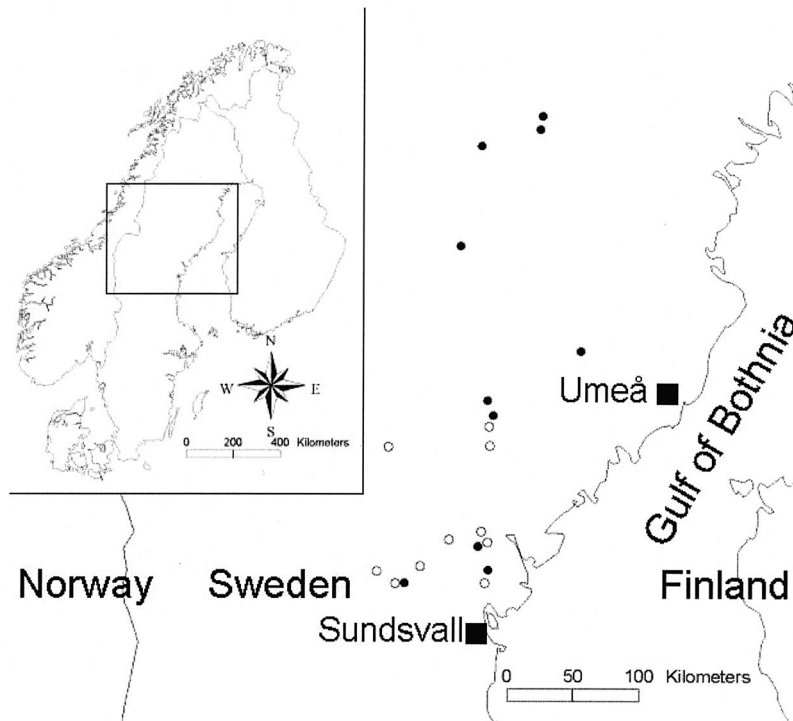 N
W E
S
0 200 400 Kilometers
Umeå
Gulf of Bothnia
Norway Sweden Finland
Sundsvall
0 50 100 Kilometers